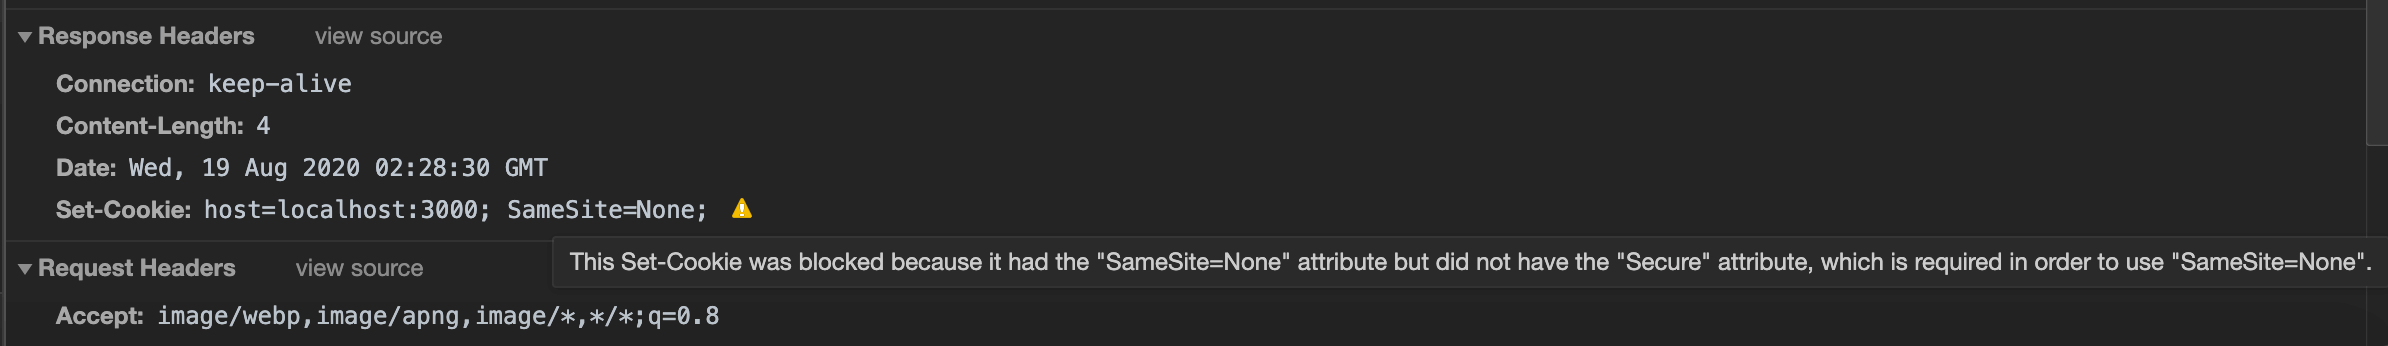 Response Headers view source
Connection: keep-alive
Content-Length: 4
Date: Wed, 19 Aug 2020 02:28:30 GMT
Set-Cookie: host=localhost:3000; SameSite=None;
This Set-Cookie was blocked because it had the "SameSite=None" attribute but did not have the "Secure" attribute, which is required in order to use "SameSite=None".
Request Headers view source
Accept: image/webp,image/apng,image/*,*/*;q=0.8